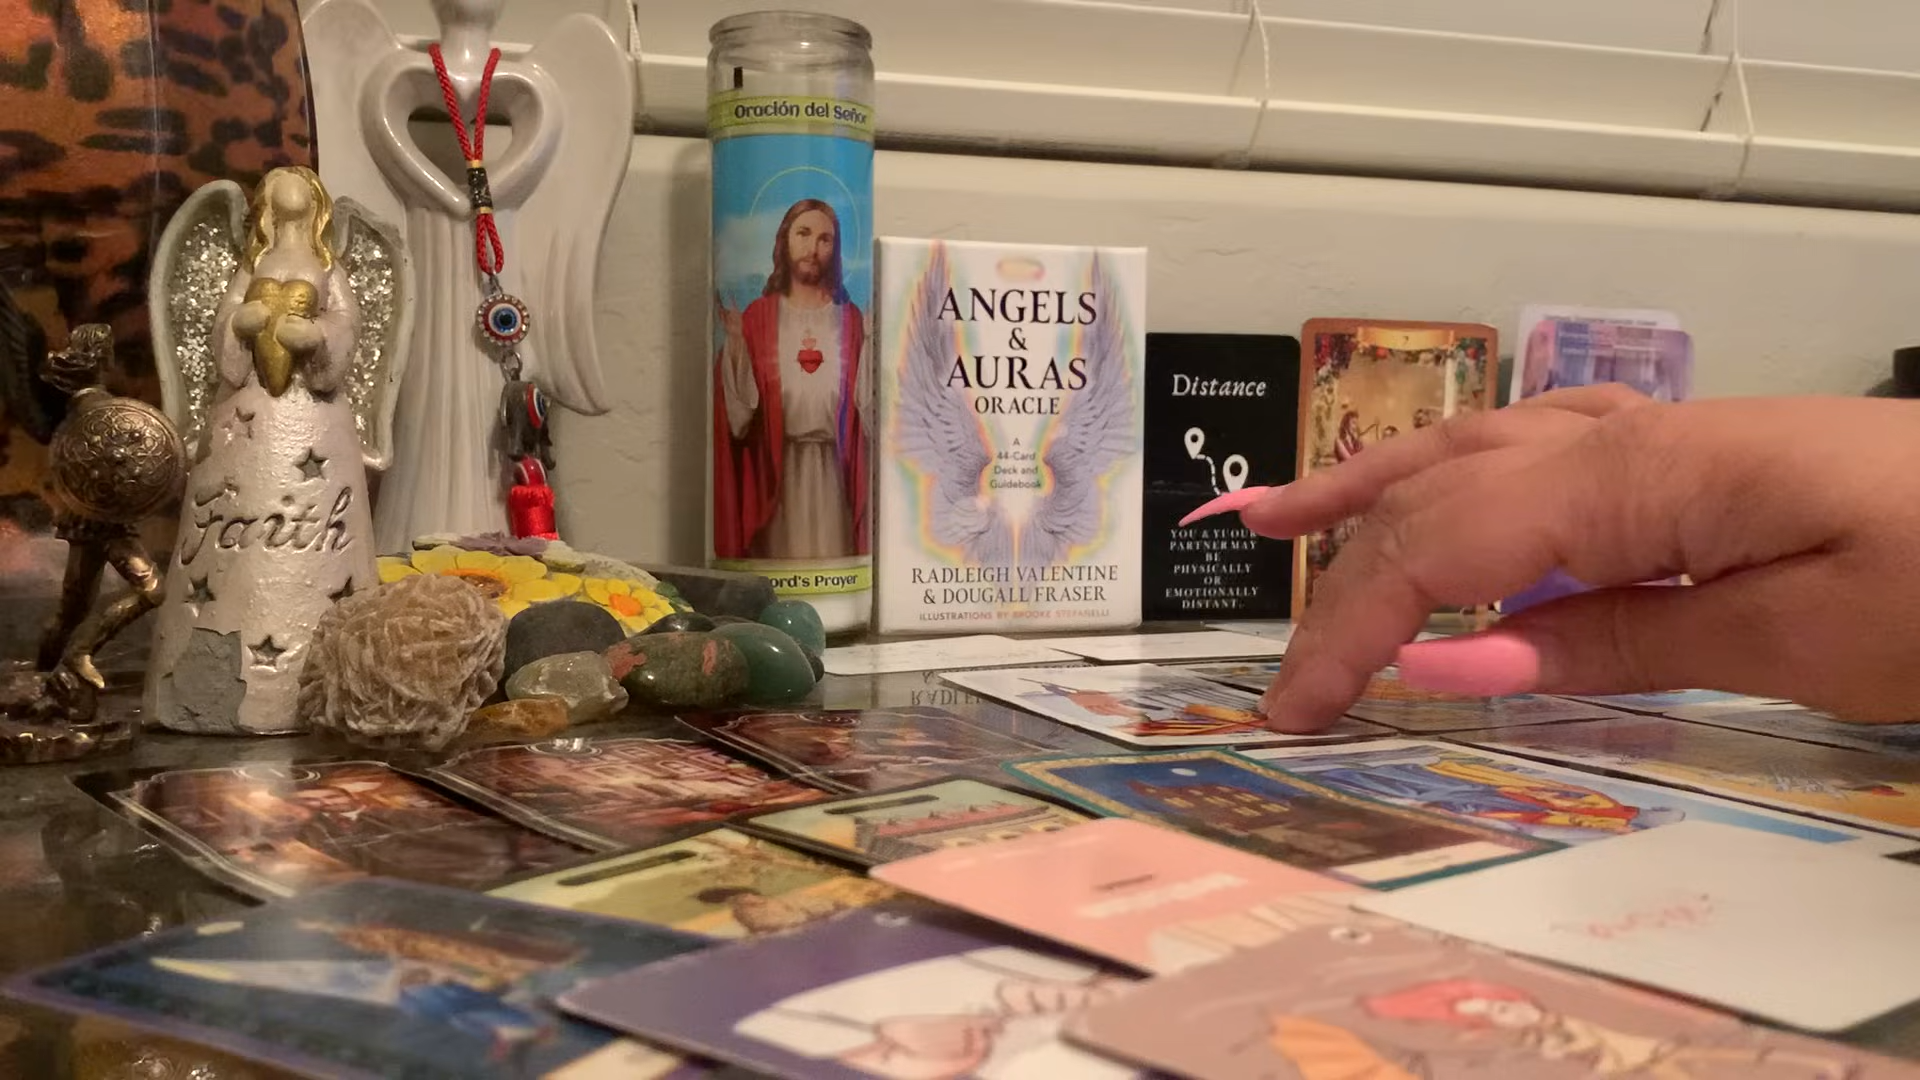 Faith
Oración del Señor
ord's Prayer
ANGELS
&
AURAS
ORACLE
A
44-Card
Deck and
Guidebook
RADLEIGH VALENTINE
& DOUGALL FRASER
ILLUSTRATIONS BY BROOKE STEFANELLI
Distance
YOU & YUOUR
PARTNER MAY
BE
PHYSICALLY
OR
EMOTIONALLY
DISTANT.